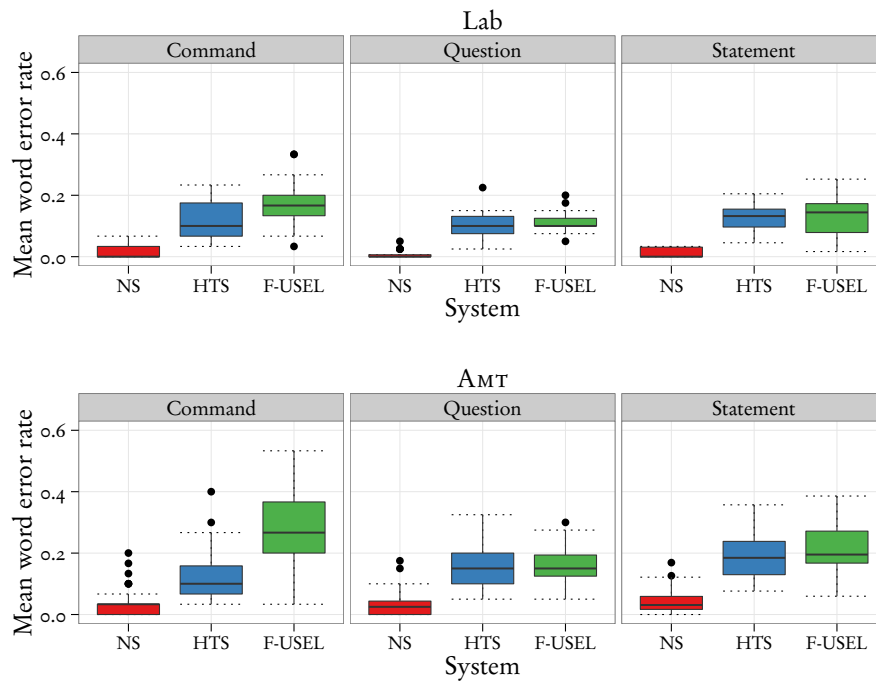 Lab
Command Question Statement
Mean word error rate
0.6
0.4
0.2
0.0
NS HTS F-USEL NS HTS F-USEL NS HTS F-USEL
System
AMT
Command Question Statement
Mean word error rate
0.6
0.4
0.2
0.0
NS HTS F-USEL NS HTS F-USEL NS HTS F-USEL
System